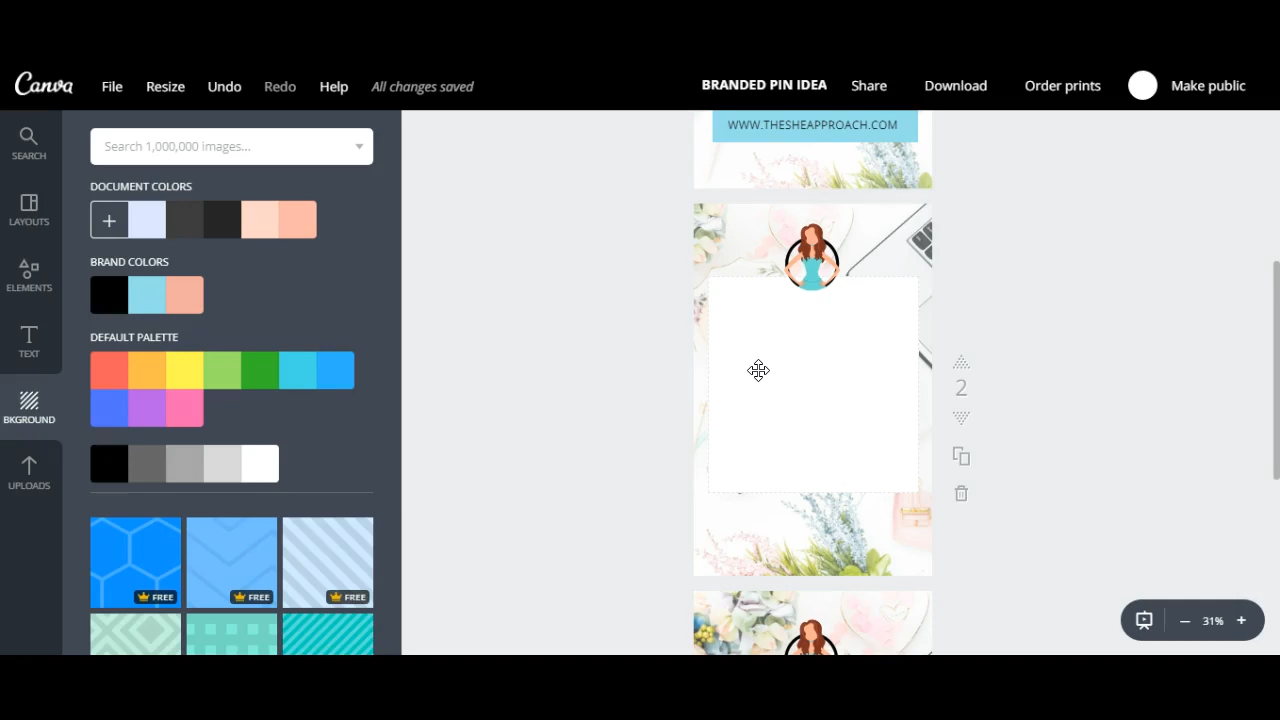 Canva File Resize Undo Redo Help All changes saved BRANDED PIN IDEA Share Download Order prints Make public
SEARCH
LAYOUTS
ELEMENTS
TEXT
BKGROUND
UPLOADS
Search 1,000,000 images...
DOCUMENT COLORS
+
BRAND COLORS
DEFAULT PALETTE
FREE FREE FREE
WWW.THESHEAPPROACH.COM
2
– 31% +